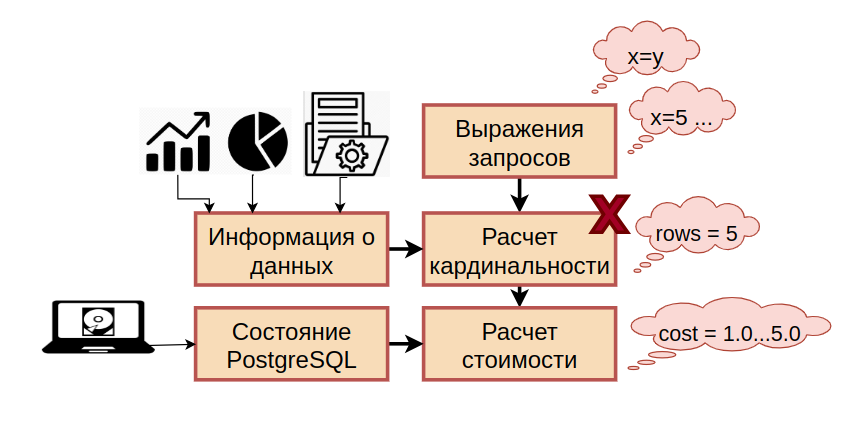 x=y
x=5 ...
Выражения
запросов
Информация о
данных
Расчет
кардинальности
rows = 5
Состояние
PostgreSQL
Расчет
стоимости
cost = 1.0...5.0